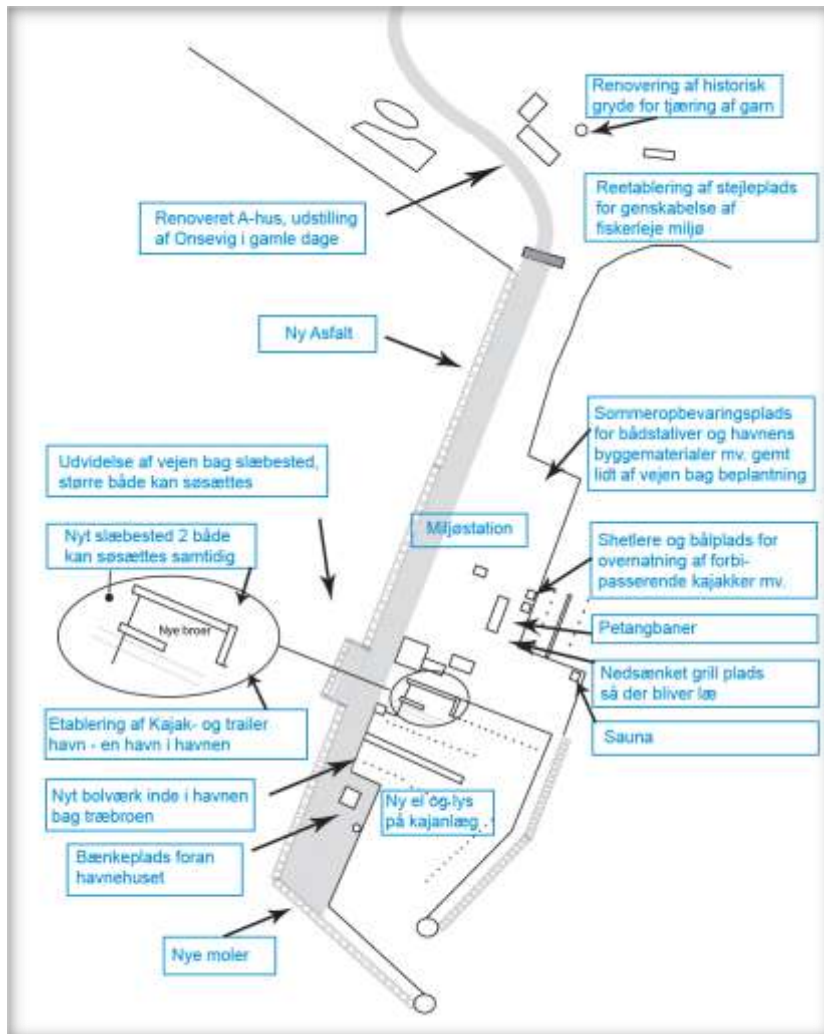 Renovering af historisk
gryde for tjæring af garn
Reetablering af stejleplads
for genskabelse af
fiskerleje miljø
Renoveret A-hus, udstilling
af Onsevig i gamle dage
Ny Asfalt
Sommeropbevaringsplads
for bådstativer og havnens
byggematerialer mv. gemt
lidt af vejen bag beplantning
Udvidelse af vejen bag slæbested,
større både kan søsættes
Miljøstation
Nyt slæbested 2 både
kan søsættes samtidig
Shetlere og bålplads for
overnatning af forbi-
passerende kajakker mv.
Nye broer
Petangbaner
Nedsænket grill plads
så der bliver læ
Etablering af Kajak- og trailer
havn - en havn i havnen
Sauna
Nyt bolværk inde i havnen
bag træbroen
Ny el og lys
på kajanlæg
Bænkeplads foran
havnehuset
Nye moler